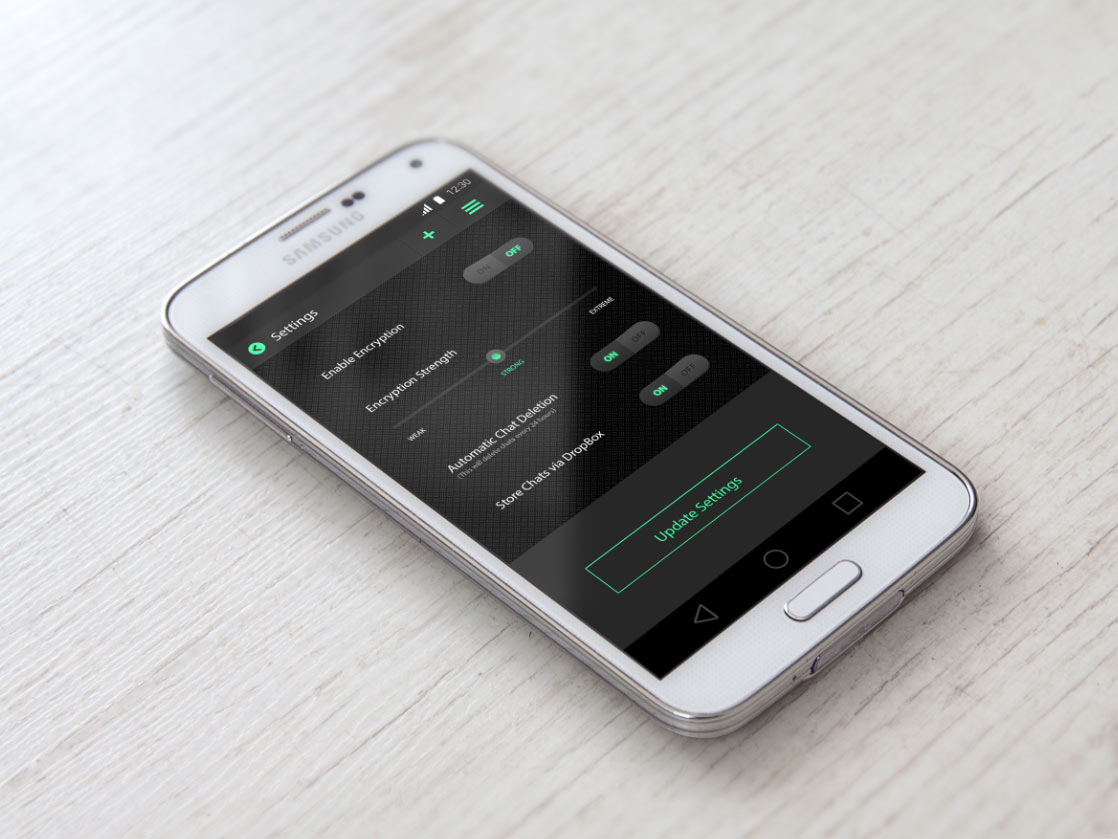 SAMSUNG
12:30
Settings
Enable Encryption
ON OFF
Encryption Strength
WEAK STRONG EXTREME
Automatic Chat Deletion
(This will delete chats every 24 hours)
ON OFF
Store Chats via DropBox
ON OFF
Update Settings